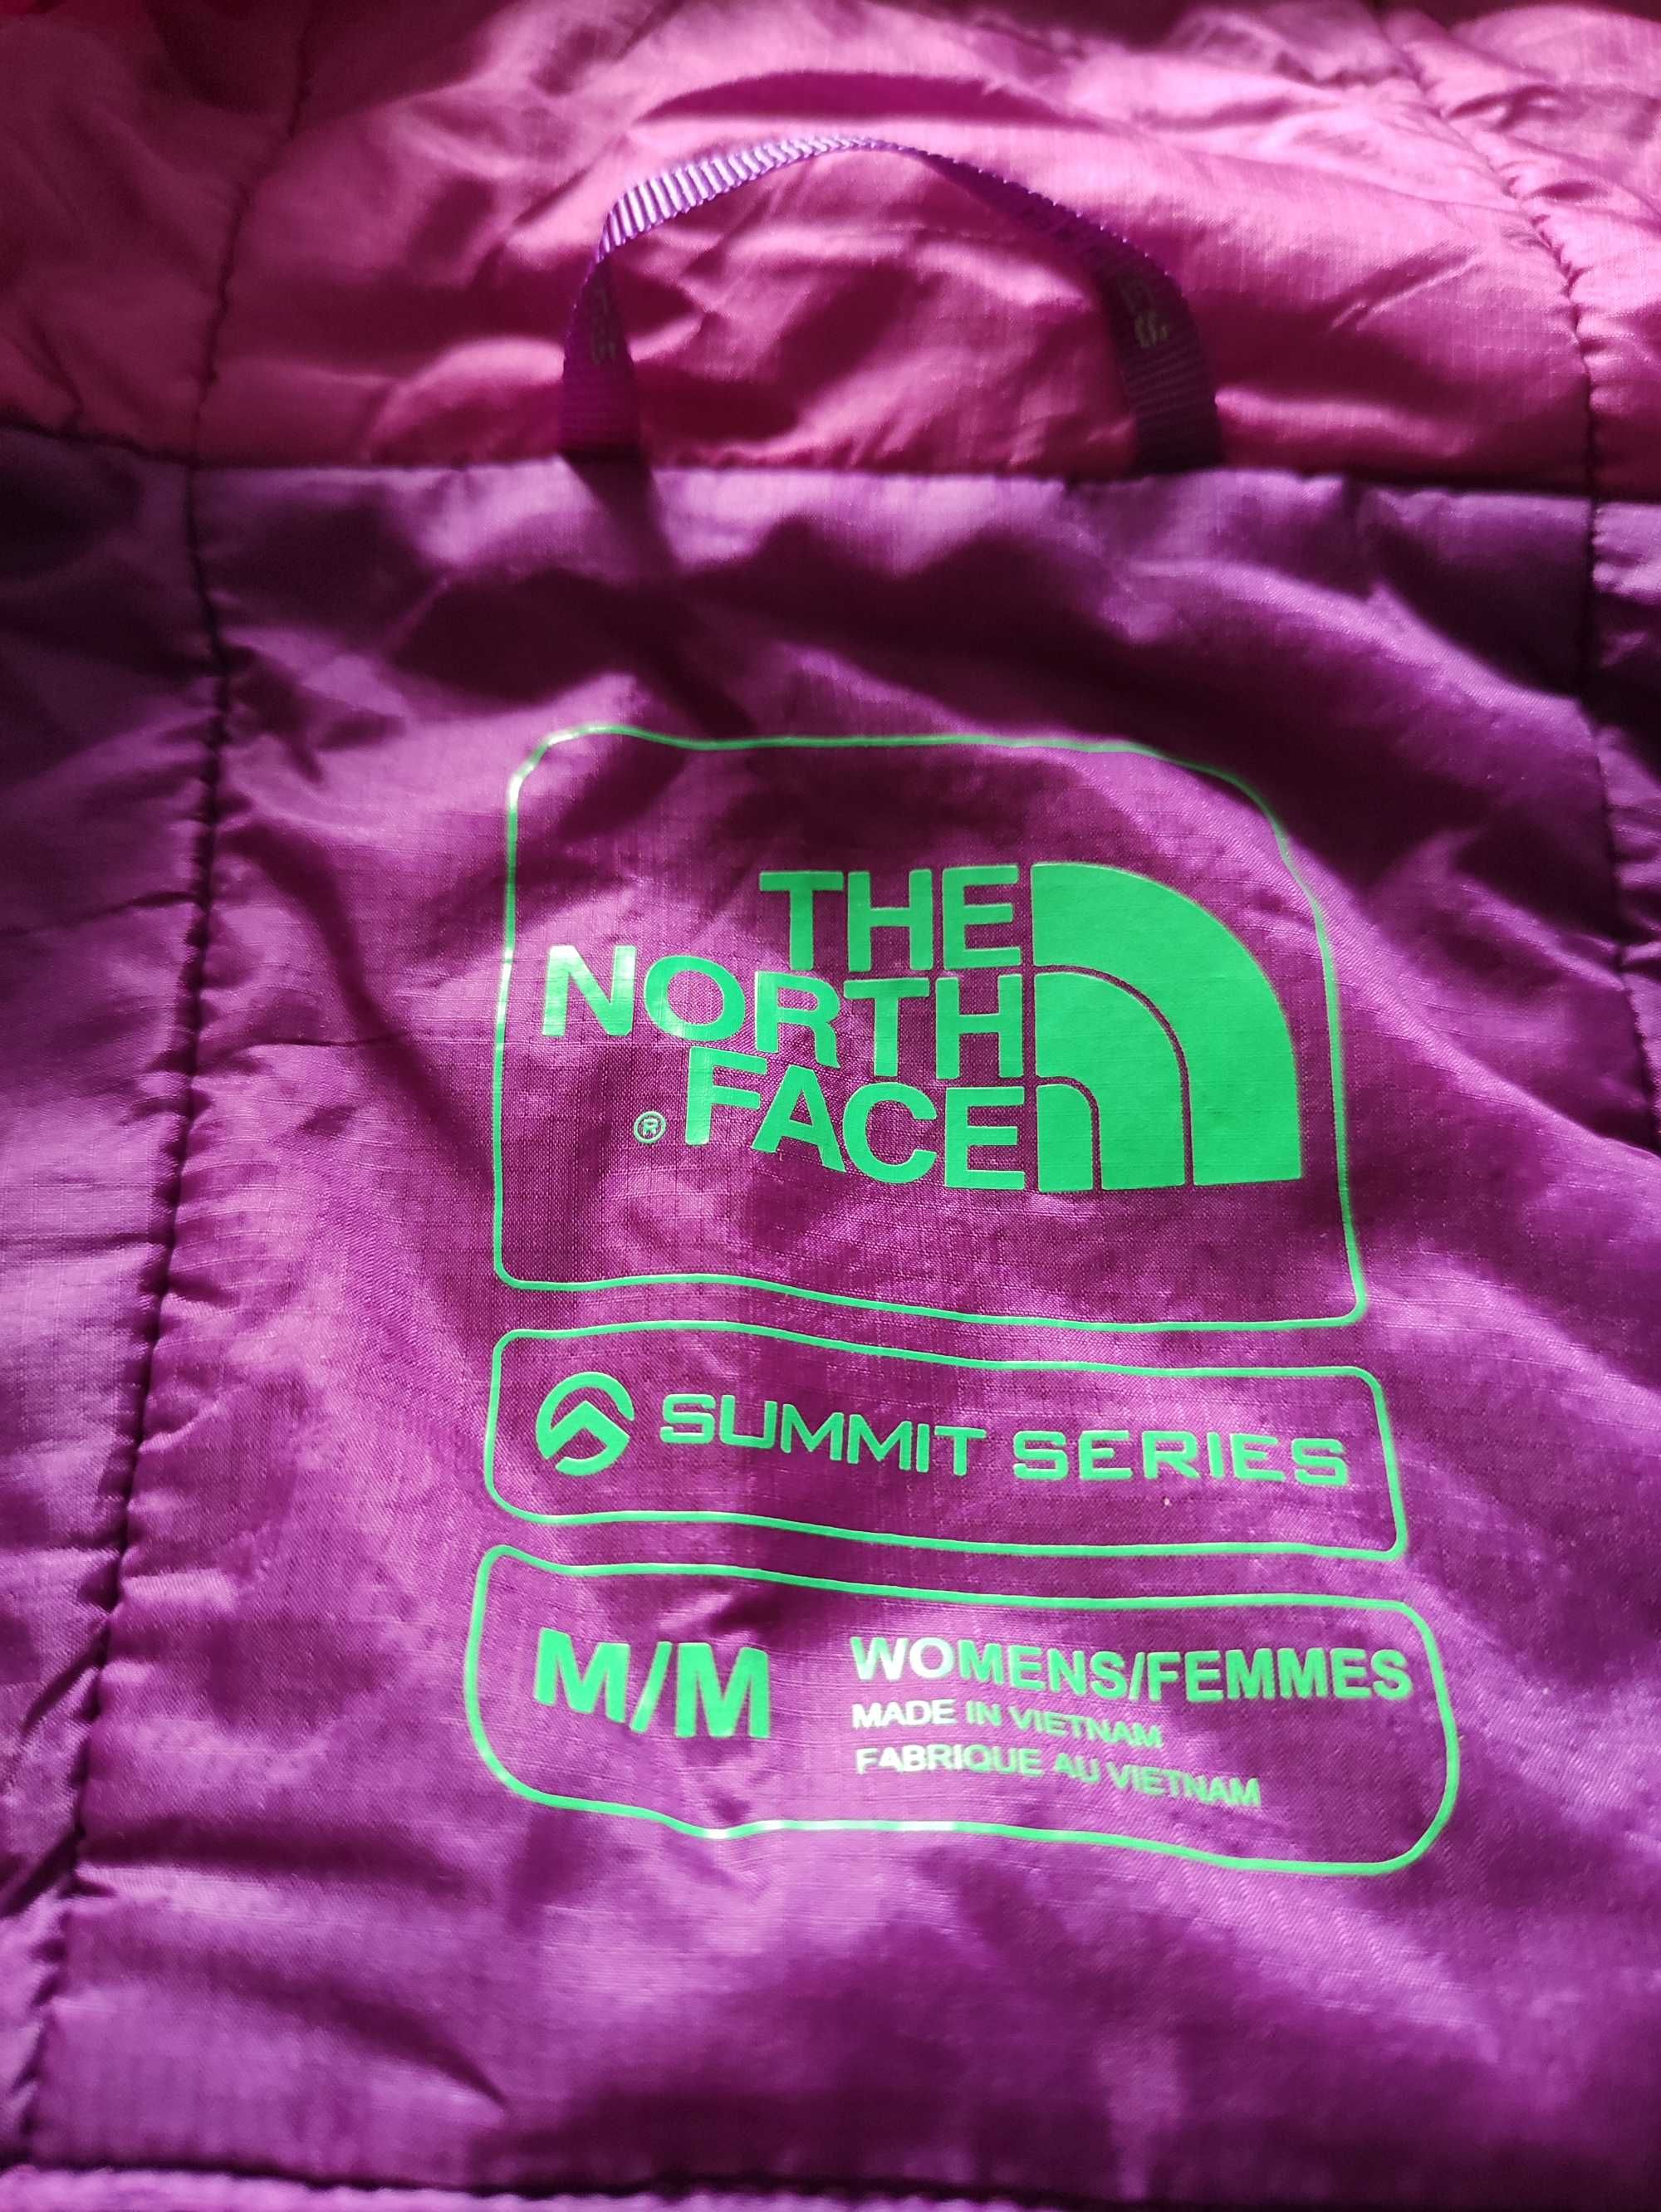 THE
NORTH
FACE
®
SUMMIT SERIES
M/M
WOMENS/FEMMES
MADE IN VIETNAM
FABRIQUE AU VIETNAM